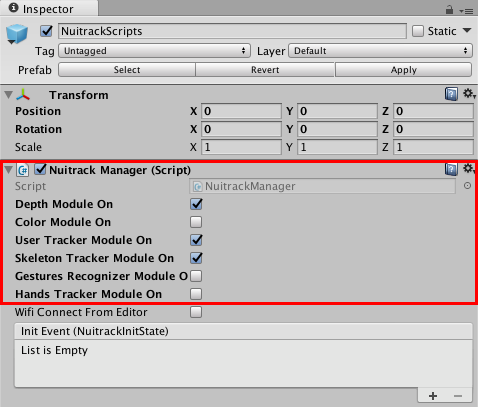 Inspector
NuitrackScripts Static
Tag Untagged Layer Default
Prefab Select Revert Apply
Transform
Position X 0 Y 0 Z 0
Rotation X 0 Y 0 Z 0
Scale X 1 Y 1 Z 1
Nuitrack Manager (Script)
Script NuitrackManager
Depth Module On
Color Module On
User Tracker Module On
Skeleton Tracker Module On
Gestures Recognizer Module O
Hands Tracker Module On
Wifi Connect From Editor
Init Event (NuitrackInitState)
List is Empty